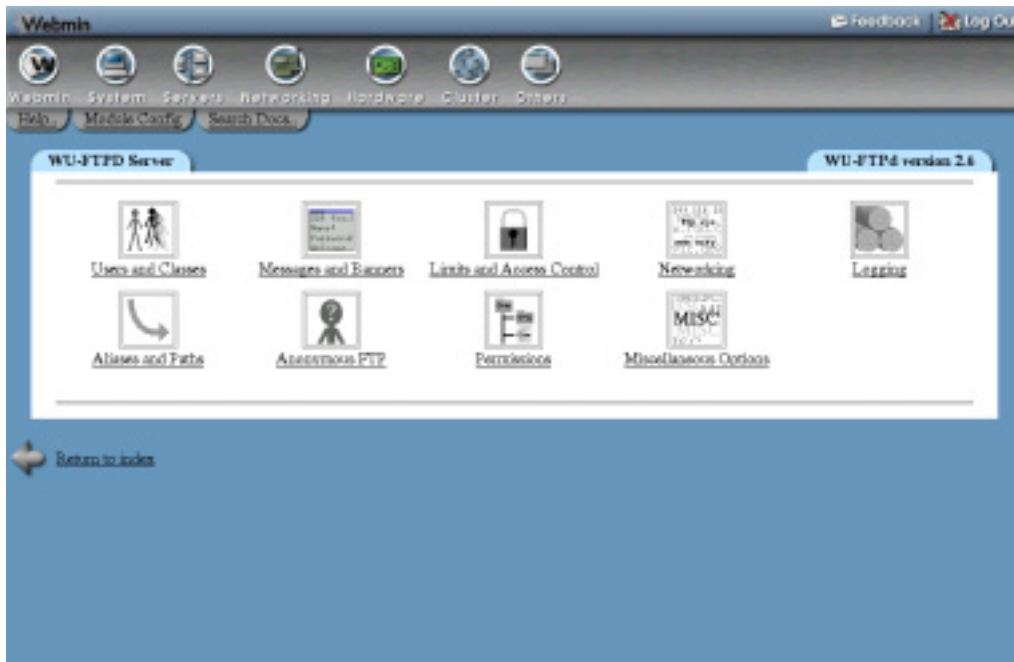 Webmin
Feedback
Log Ou
Webmin System Servers Networking Hardware Cluster Others
Help.. Module Config Search Docs..
WU-FTPD Server
WU-FTPd version 2.6
Users and Classes
Messages and Banners
Limits and Access Control
Networking
Logging
Aliases and Paths
Anonymous FTP
Permissions
MISC
Miscellaneous Options
Return to index